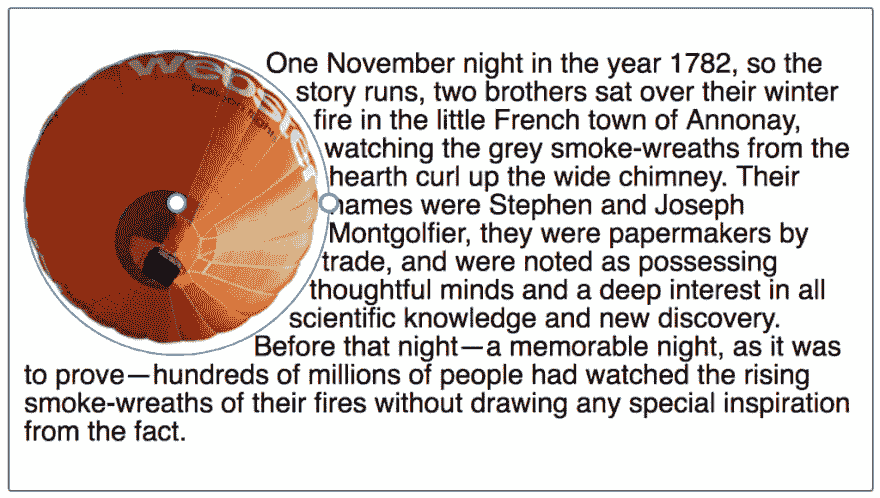 webster
One November night in the year 1782, so the
story runs, two brothers sat over their winter
fire in the little French town of Annonay,
watching the grey smoke-wreaths from the
hearth curl up the wide chimney. Their
names were Stephen and Joseph
Montgolfier, they were papermakers by
trade, and were noted as possessing
thoughtful minds and a deep interest in all
scientific knowledge and new discovery.
Before that night—a memorable night, as it was
to prove—hundreds of millions of people had watched the rising
smoke-wreaths of their fires without drawing any special inspiration
from the fact.